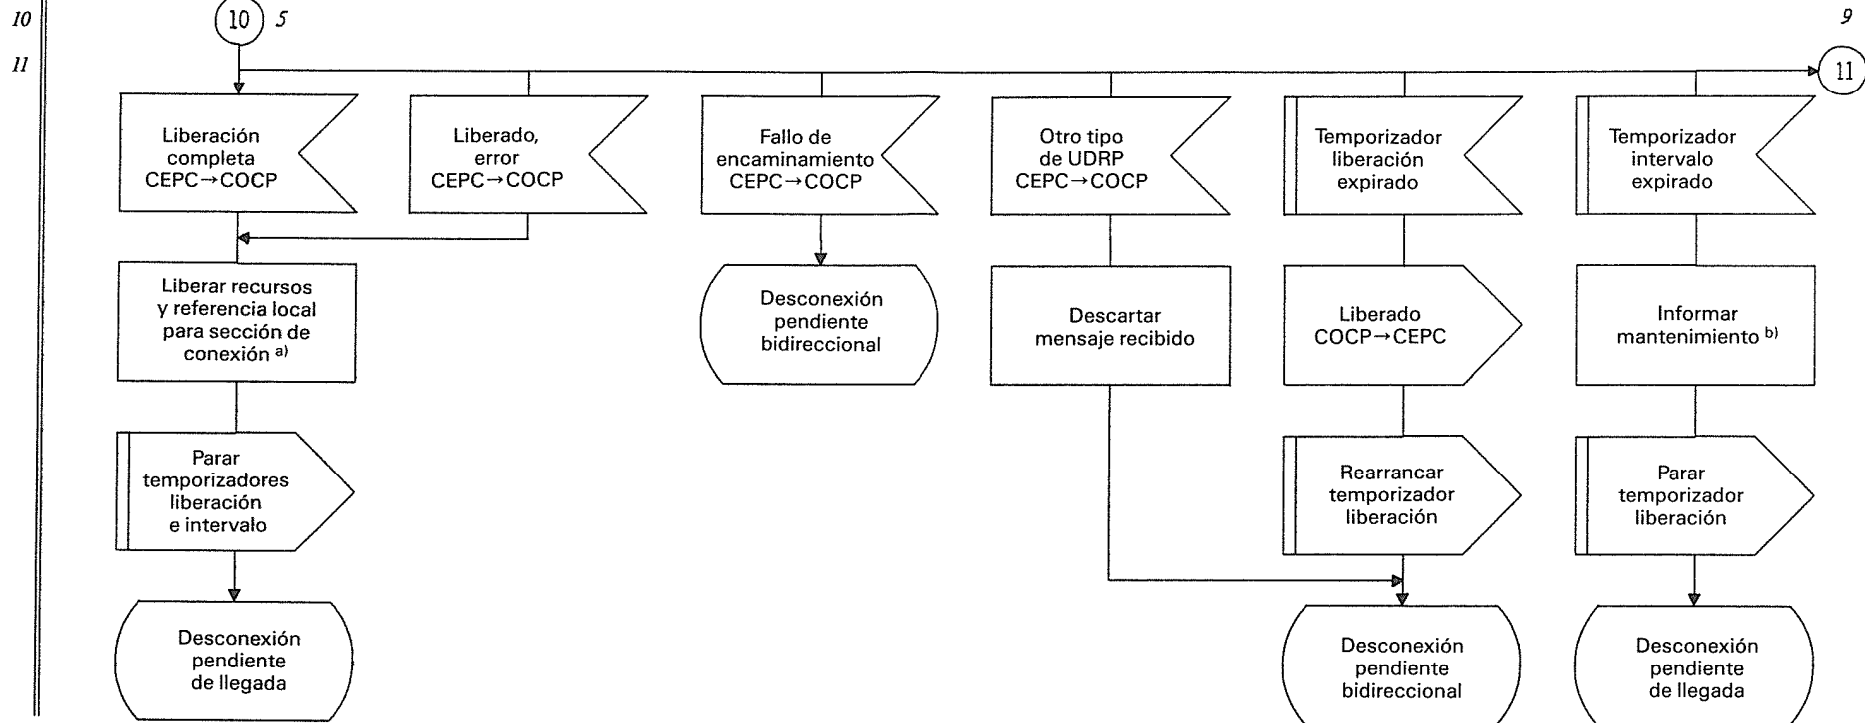 10
11
10
5
9
11
Liberación
completa
CEPC→COCP
Liberado,
error
CEPC→COCP
Fallo de
encaminamiento
CEPC→COCP
Otro tipo
de UDRP
CEPC→COCP
Temporizador
liberación
expirado
Temporizador
intervalo
expirado
Liberar recursos
y referencia local
para sección de
conexión a)
Desconexión
pendiente
bidireccional
Descartar
mensaje recibido
Liberado
COCP→CEPC
Informar
mantenimiento b)
Parar
temporizadores
liberación
e intervalo
Rearrancar
temporizador
liberación
Parar
temporizador
liberación
Desconexión
pendiente
de llegada
Desconexión
pendiente
bidireccional
Desconexión
pendiente
de llegada